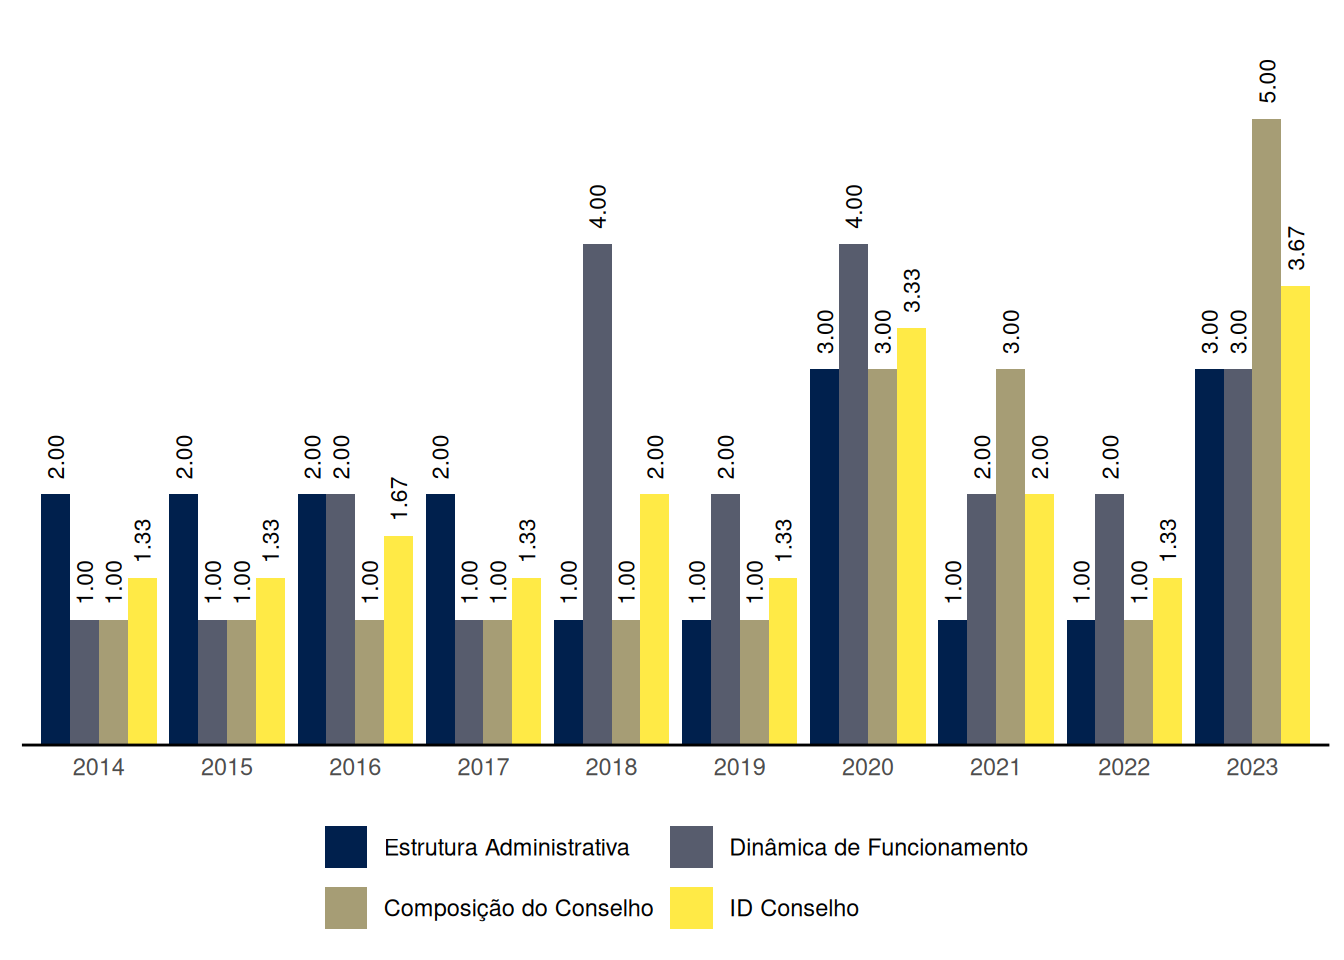 5.00
4.00 4.00 3.67
3.33
3.00 3.00 3.00 3.00 3.00
2.00 2.00 2.00 2.00 2.00 2.00 2.00 2.00 2.00 2.00
1.67
1.33 1.33 1.33 1.33 1.33
1.00 1.00 1.00 1.00 1.00 1.00 1.00 1.00 1.00 1.00 1.00 1.00 1.00 1.00 1.00
2014 2015 2016 2017 2018 2019 2020 2021 2022 2023
Estrutura Administrativa Dinâmica de Funcionamento
Composição do Conselho ID Conselho